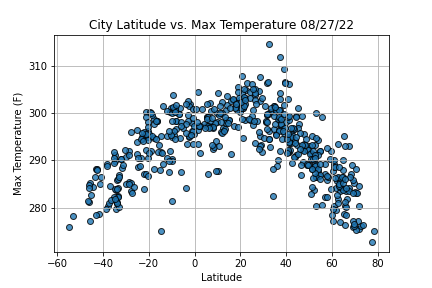 City Latitude vs. Max Temperature 08/27/22
Max Temperature (F)
310
300
290
280
−60 −40 −20 0 20 40 60 80
Latitude